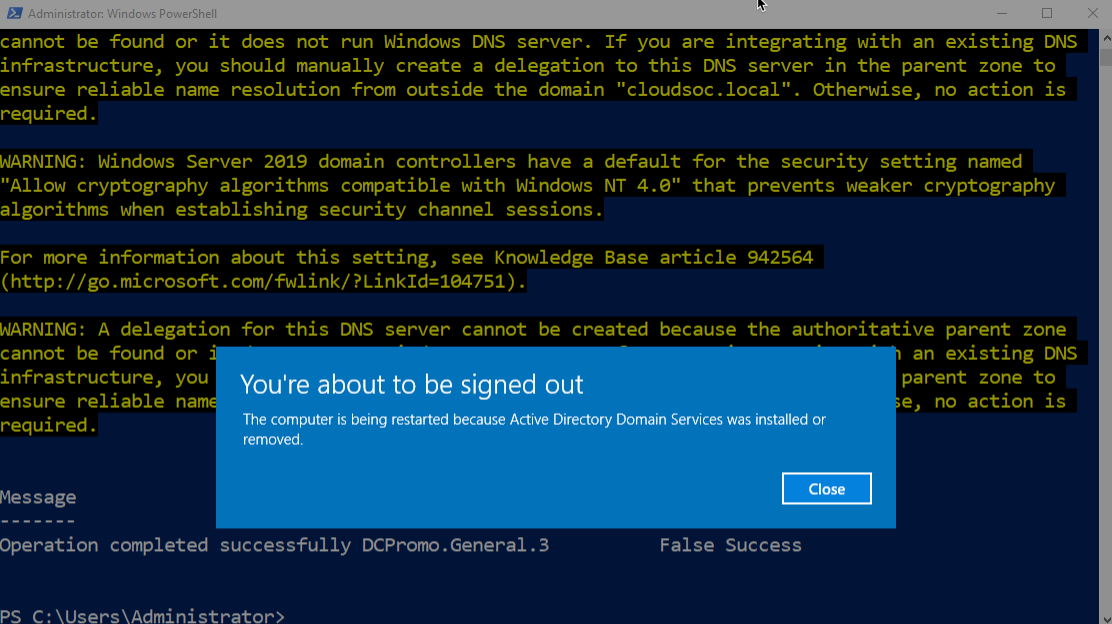 Administrator: Windows PowerShell
cannot be found or it does not run Windows DNS server. If you are integrating with an existing DNS
infrastructure, you should manually create a delegation to this DNS server in the parent zone to
ensure reliable name resolution from outside the domain "cloudsoc.local". Otherwise, no action is
required.
WARNING: Windows Server 2019 domain controllers have a default for the security setting named
"Allow cryptography algorithms compatible with Windows NT 4.0" that prevents weaker cryptography
algorithms when establishing security channel sessions.
For more information about this setting, see Knowledge Base article 942564
(http://go.microsoft.com/fwlink/?LinkId=104751).
WARNING: A delegation for this DNS server cannot be created because the authoritative parent zone
cannot be found or an existing DNS
infrastructure, you parent zone to
ensure reliable name no action is
required.
You're about to be signed out
The computer is being restarted because Active Directory Domain Services was installed or
removed.
Close
Message
-------
Operation completed successfully DCPromo.General.3 False Success
PS C:\Users\Administrator>